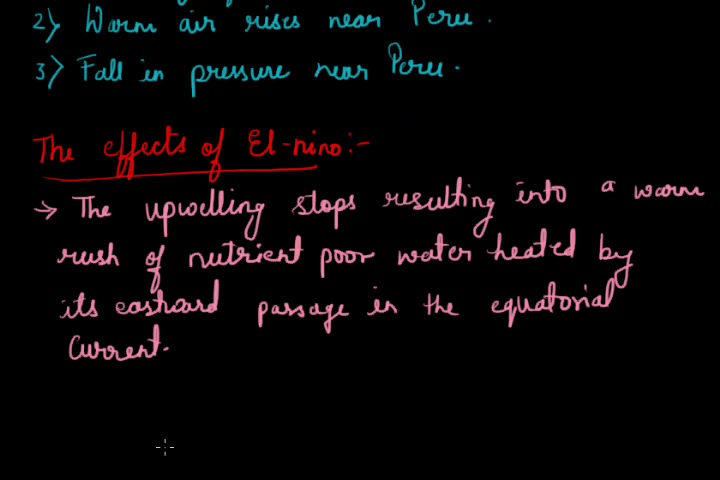 2) Warm air rises near Peru.
3) Fall in pressure near Peru.
The effects of El-nino:-
→ The upwelling stops resulting into a warm
rush of nutrient poor water heated by
its eastward passage in the equatorial
Current.